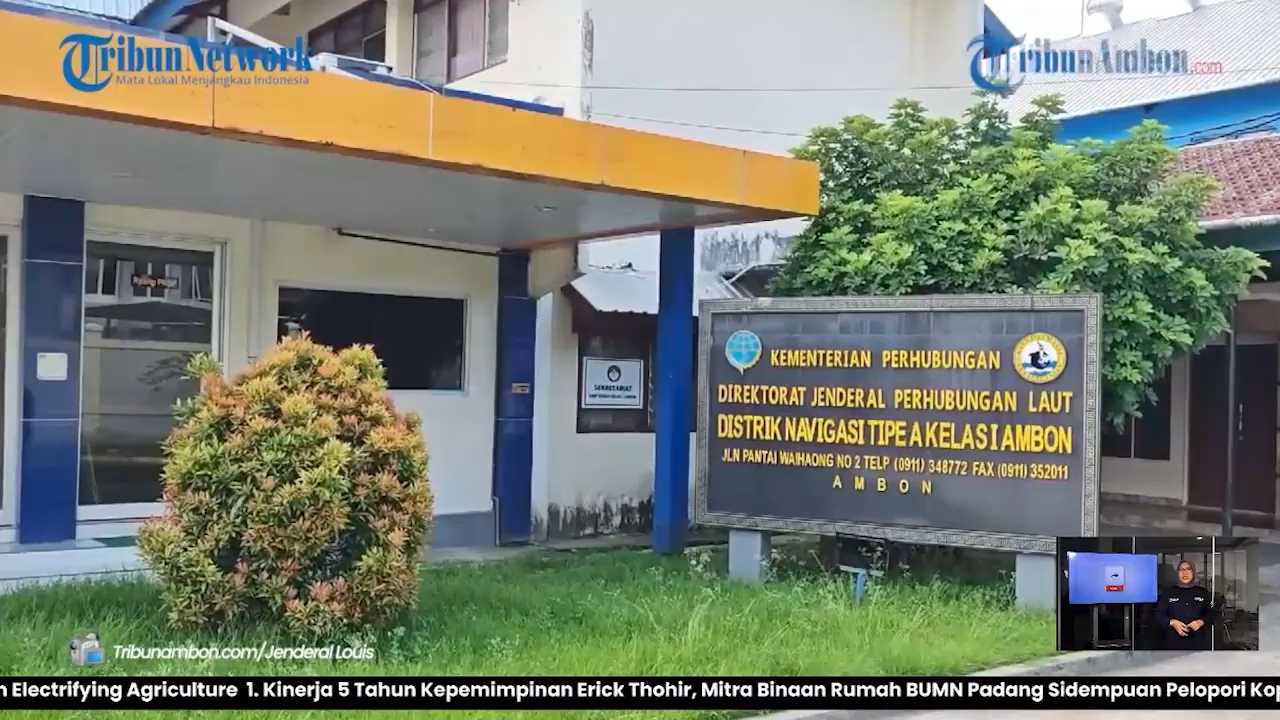 TribunNetwork
Mata Lokal Menjangkau Indonesia
TribunAmbon.com
SEKRETARIAT
KEMENTERIAN PERHUBUNGAN
DIREKTORAT JENDERAL PERHUBUNGAN LAUT
DISTRIK NAVIGASI TIPE A KELAS I AMBON
JLN PANTAI WAIHAONG NO 2 TELP (0911) 348772 FAX (0911) 352011
AMBON
Tribunambon.com/Jenderal Louis
n Electrifying Agriculture 1. Kinerja 5 Tahun Kepemimpinan Erick Thohir, Mitra Binaan Rumah BUMN Padang Sidempuan Pelopori Kop